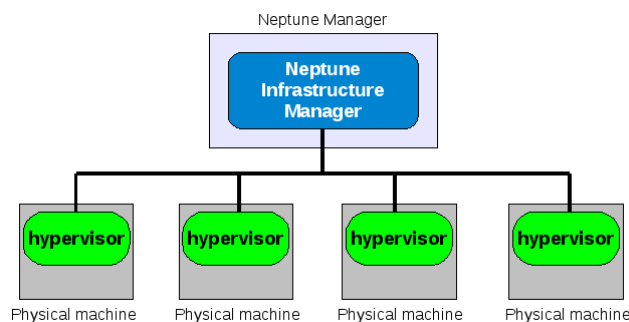 Neptune Manager
Neptune
Infrastructure
Manager
hypervisor hypervisor hypervisor hypervisor
Physical machine Physical machine Physical machine Physical machine